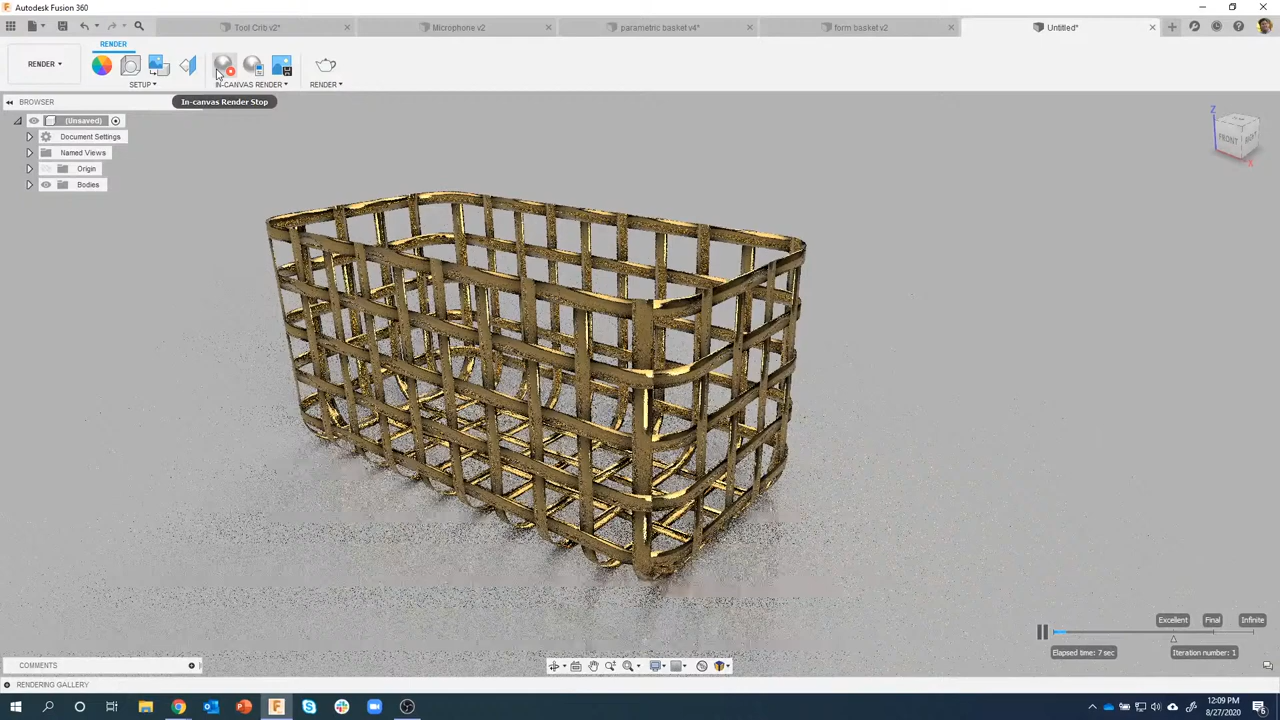 Autodesk Fusion 360
Tool Crib v2*
Microphone v2
parametric basket v4*
form basket v2
Untitled*
RENDER
RENDER
SETUP
IN-CANVAS RENDER
RENDER
BROWSER
In-canvas Render Stop
(Unsaved)
Document Settings
Named Views
Origin
Bodies
Z
FRONT
X
Excellent
Final
Infinite
Elapsed time: 7 sec
Iteration number: 1
COMMENTS
RENDERING GALLERY
12:09 PM
8/27/2020